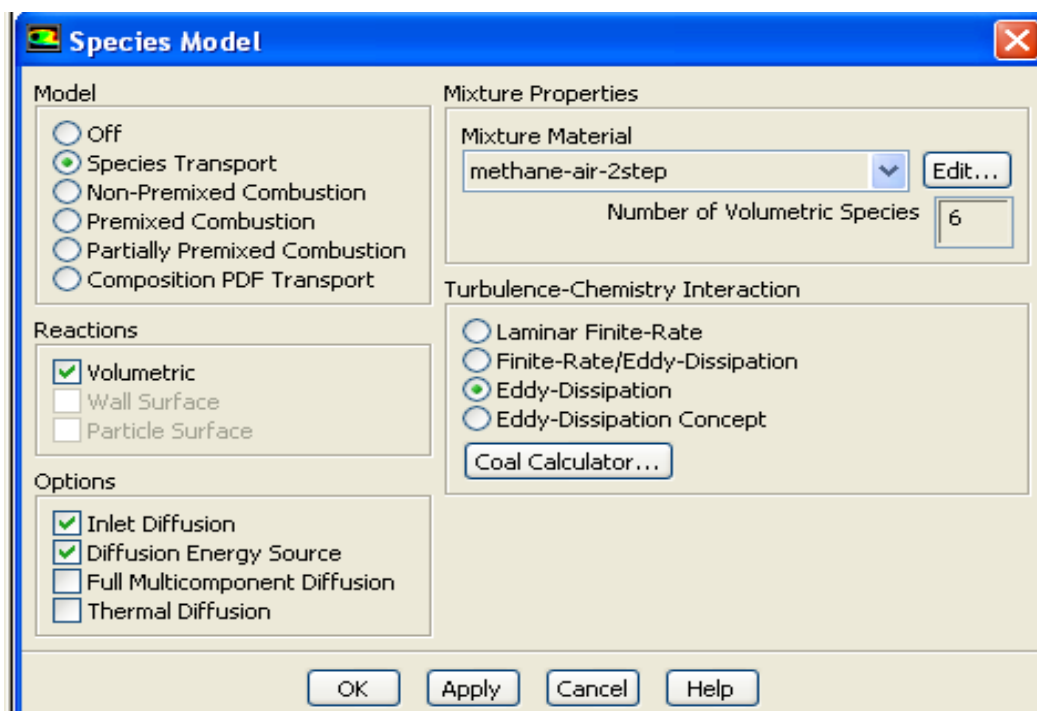 Species Model
Model
Off
Species Transport
Non-Premixed Combustion
Premixed Combustion
Partially Premixed Combustion
Composition PDF Transport
Reactions
Volumetric
Wall Surface
Particle Surface
Options
Inlet Diffusion
Diffusion Energy Source
Full Multicomponent Diffusion
Thermal Diffusion
Mixture Properties
Mixture Material
methane-air-2step
Edit...
Number of Volumetric Species
6
Turbulence-Chemistry Interaction
Laminar Finite-Rate
Finite-Rate/Eddy-Dissipation
Eddy-Dissipation
Eddy-Dissipation Concept
Coal Calculator...
OK
Apply
Cancel
Help